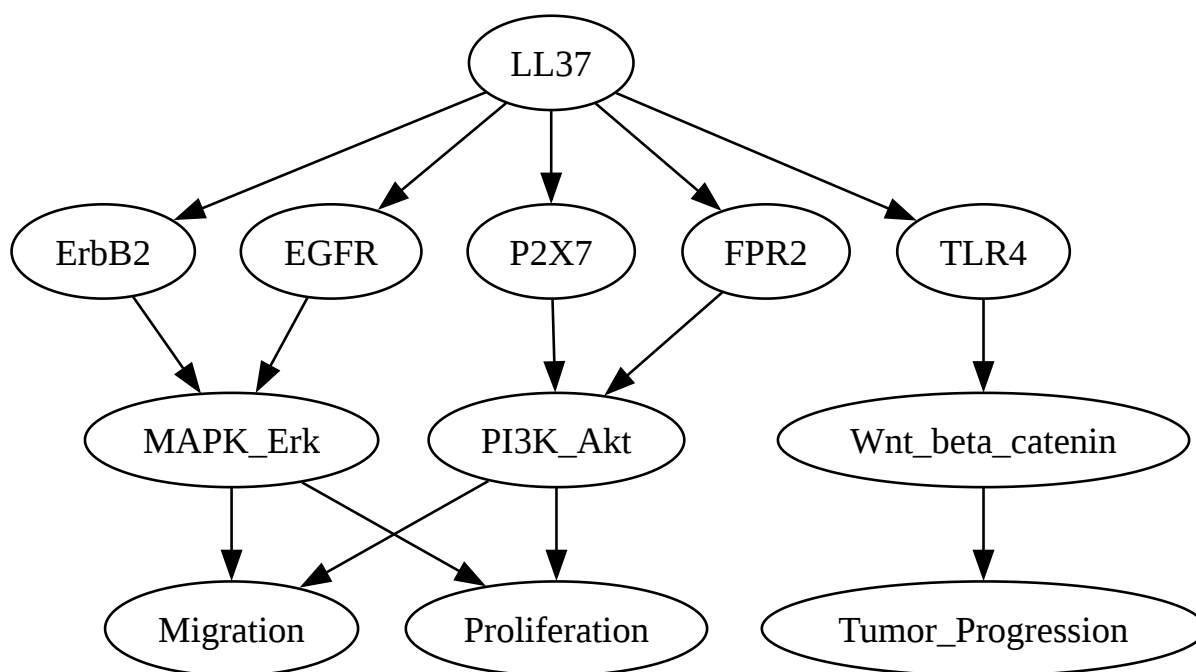 LL37
ErbB2 EGFR P2X7 FPR2 TLR4
MAPK_Erk PI3K_Akt Wnt_beta_catenin
Migration Proliferation Tumor_Progression